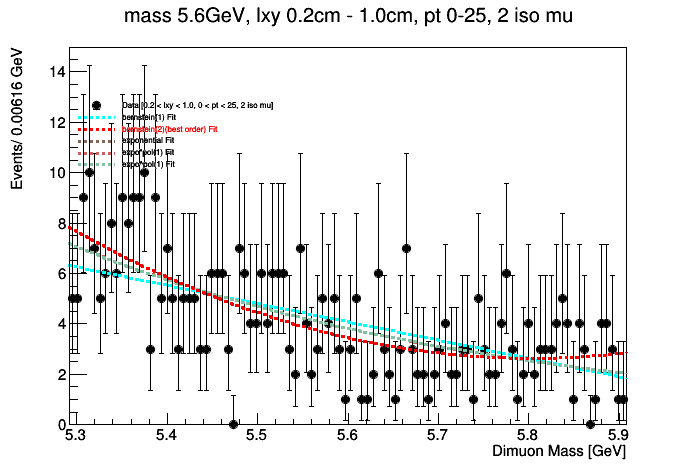 mass 5.6GeV, lxy 0.2cm - 1.0cm, pt 0-25, 2 iso mu
Events/ 0.00616 GeV
14
12
10
8
6
4
2
0
Data [0.2 < lxy < 1.0, 0 < pt < 25, 2 iso mu]
bernstein(1) Fit
bernstein(2)(best order) Fit
exponential Fit
expo*pol(1) Fit
expo*pol(1) Fit
5.3 5.4 5.5 5.6 5.7 5.8 5.9
Dimuon Mass [GeV]